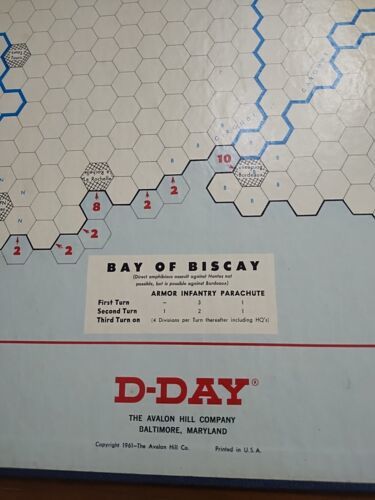 GARONNE
10
Bordeaux
La Rochelle
8
2
2
2
2
2
B
B
B
B
B
B
N
N
BAY OF BISCAY
(Direct amphibious assault against Nantes not
possible, but is possible against Bordeaux)
ARMOR INFANTRY PARACHUTE
First Turn — 3 1
Second Turn 1 2 1
Third Turn on (4 Divisions per Turn thereafter including HQ's)
D-DAY®
THE AVALON HILL COMPANY
BALTIMORE, MARYLAND
Copyright 1961—The Avalon Hill Co. Printed in U.S.A.